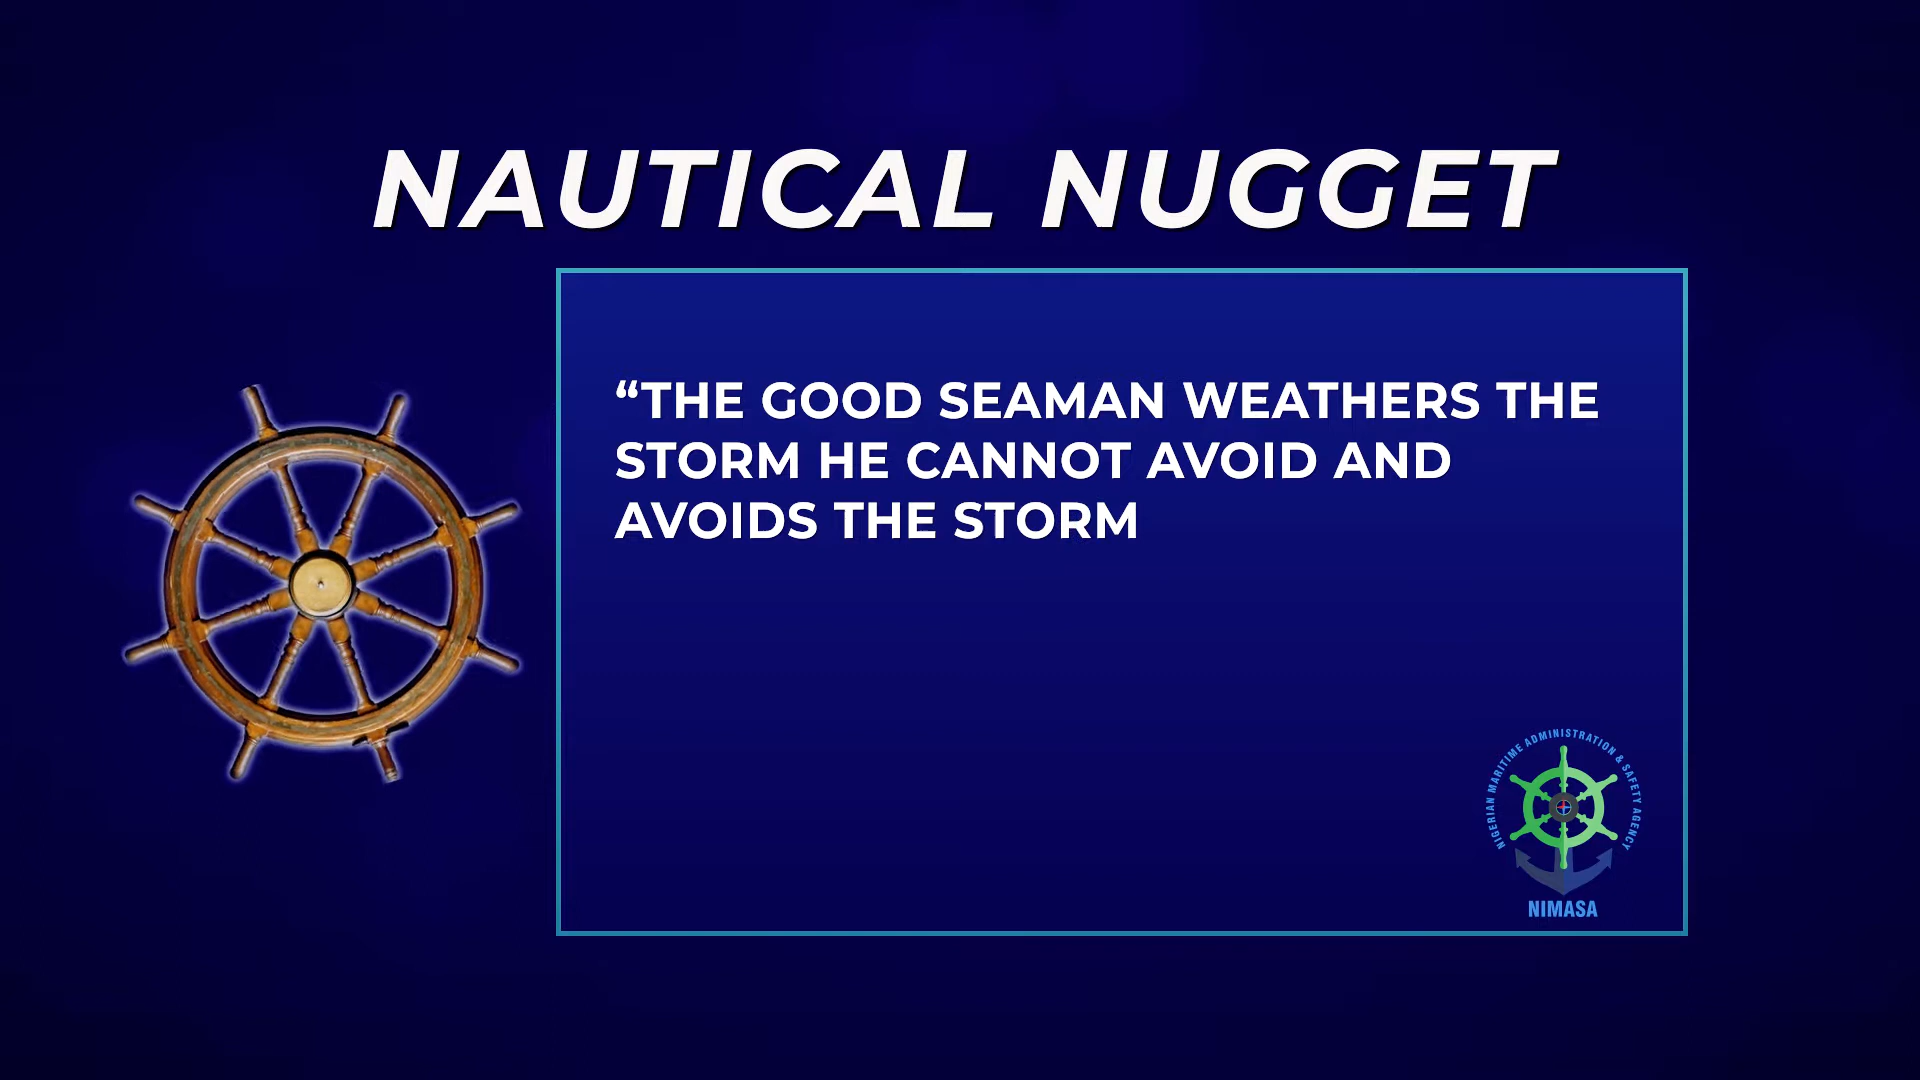 NAUTICAL NUGGET
“THE GOOD SEAMAN WEATHERS THE
STORM HE CANNOT AVOID AND
AVOIDS THE STORM
NIGERIAN MARITIME ADMINISTRATION & SAFETY AGENCY
NIMASA